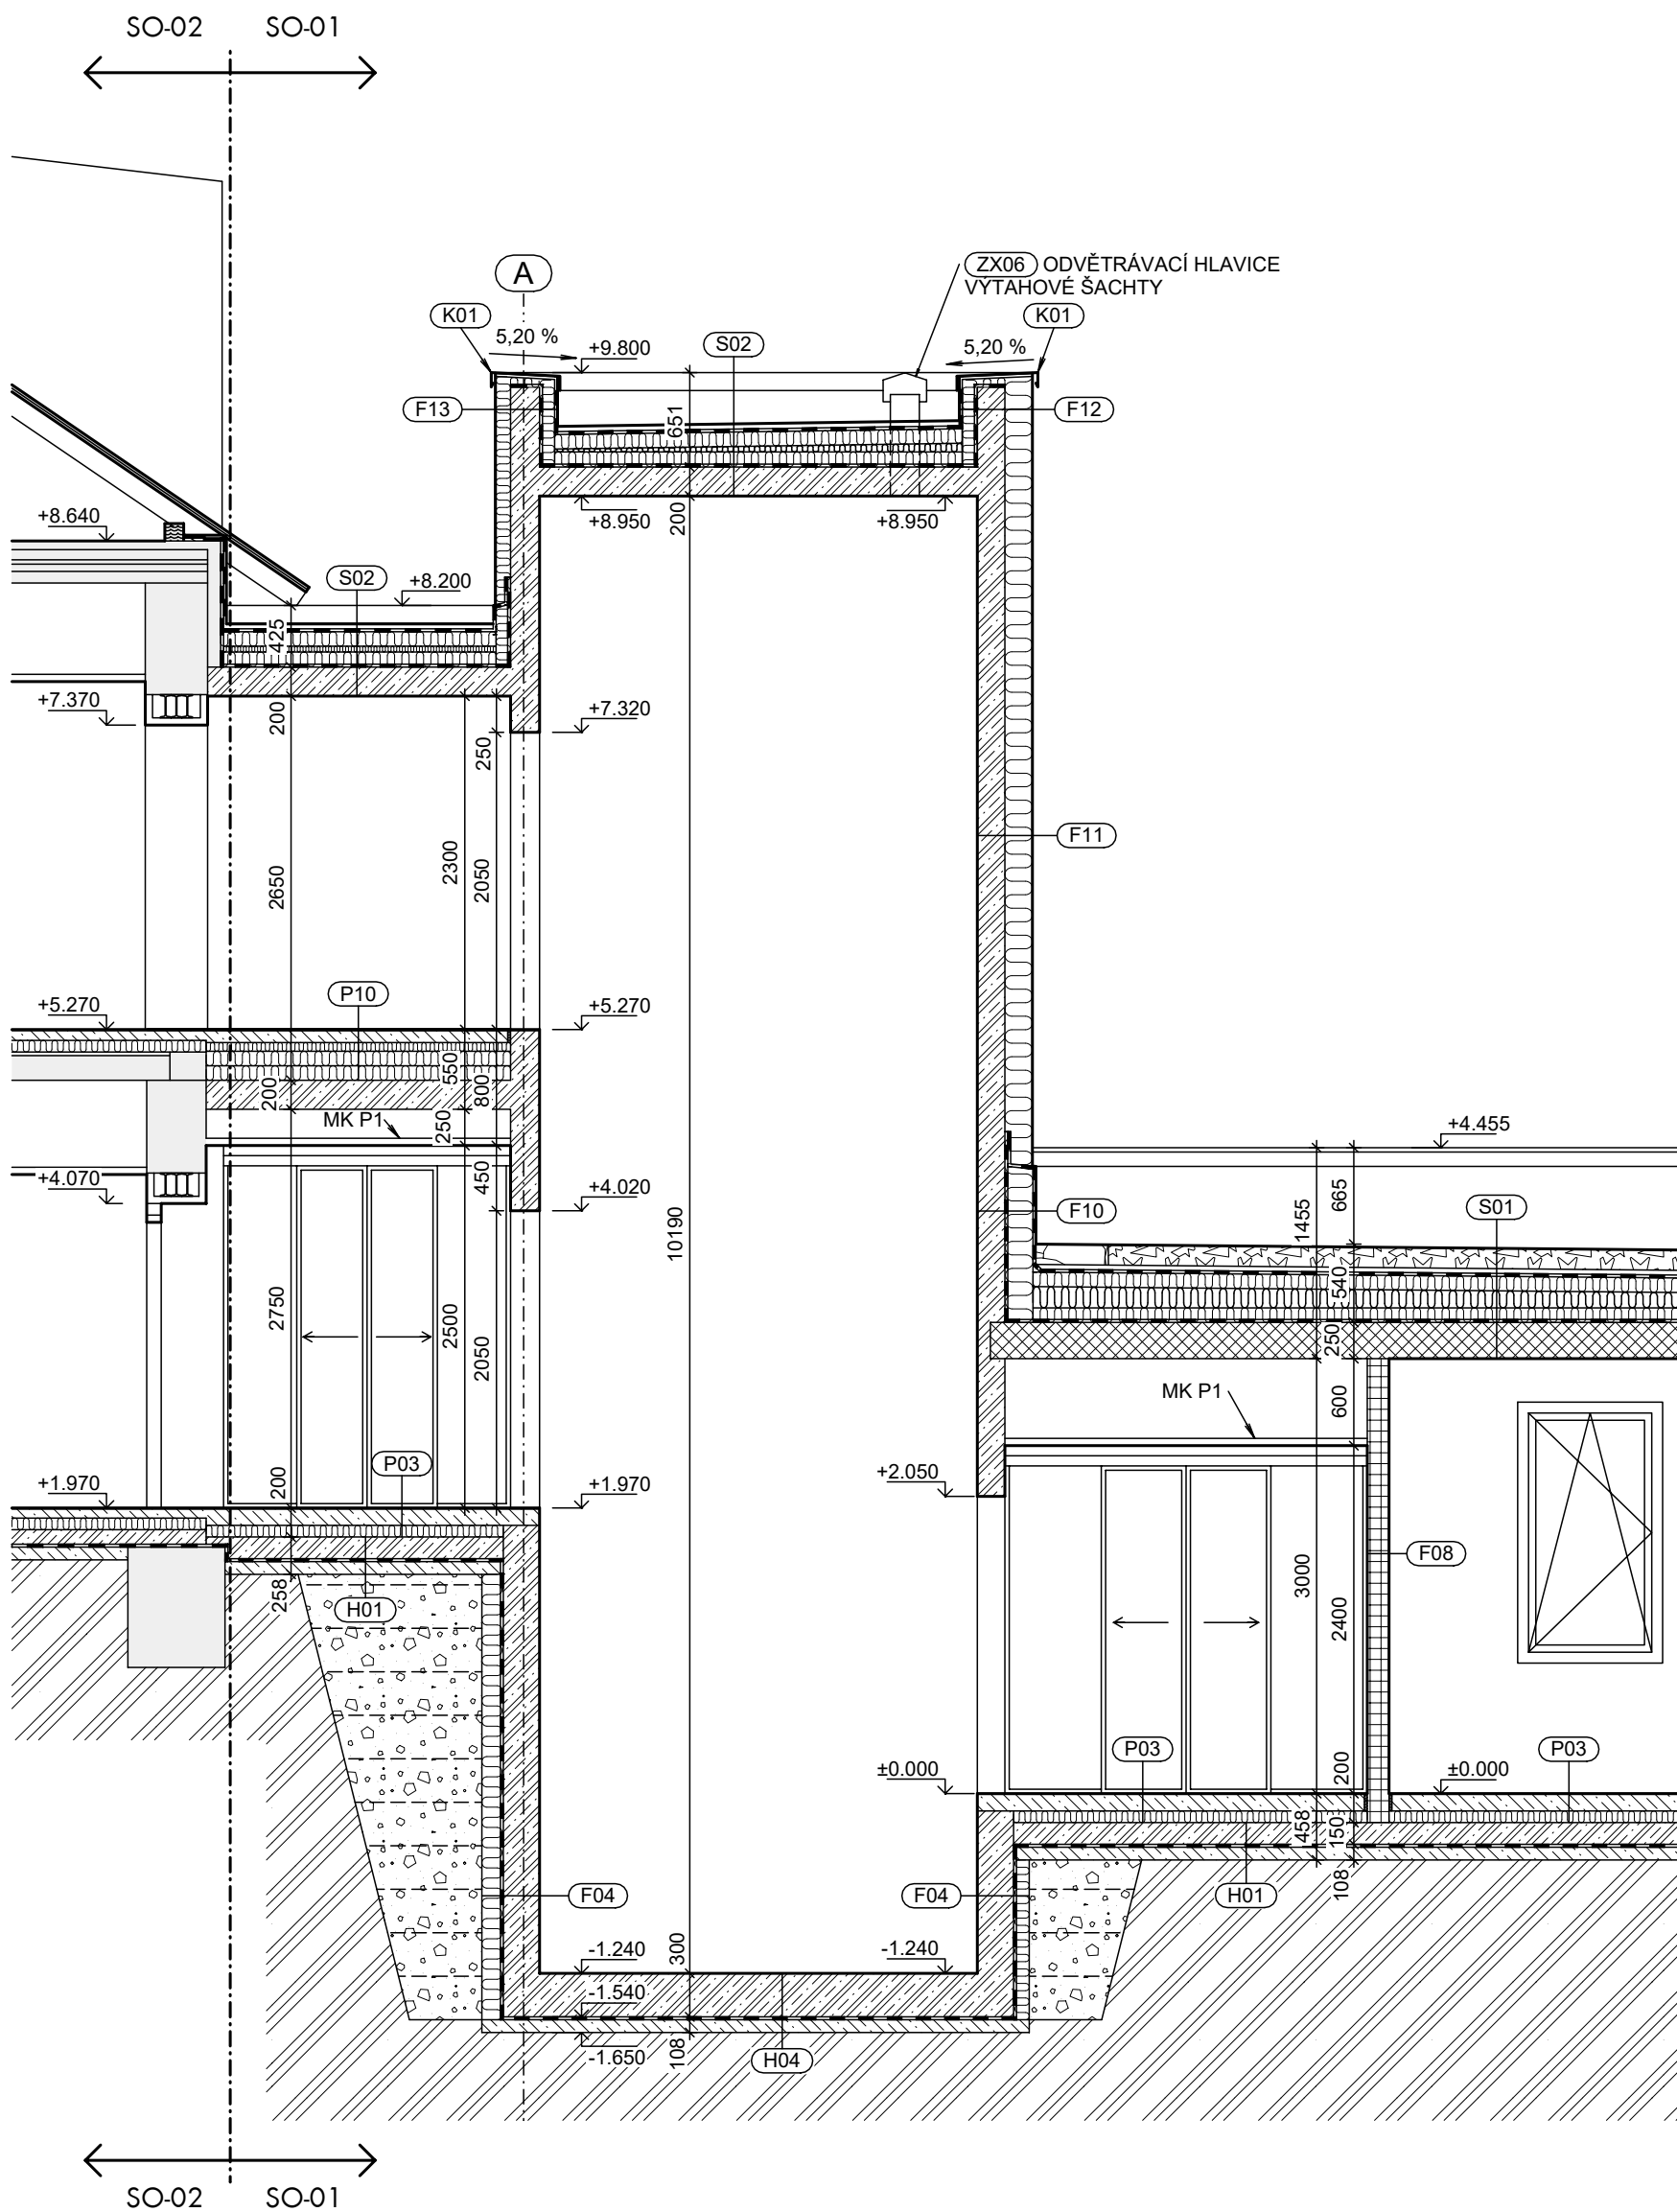 SO-02 SO-01
A
ZX06 ODVĚTRÁVACÍ HLAVICE
VÝTAHOVÉ ŠACHTY
K01
K01
5,20 %
5,20 %
+9.800
S02
F13
F12
651
+8.950
200
+8.950
+8.640
S02
+8.200
425
+7.370
200
+7.320
250
F11
2650
2300
2050
P10
+5.270
+5.270
550
800
200
MK P1
250
+4.455
+4.070
450
+4.020
F10
S01
10190
1455
665
540
2750
2500
2050
250
MK P1
600
P03
+1.970
200
+1.970
+2.050
F08
258
H01
3000
2400
P03
P03
±0.000
±0.000
200
458
150
F04
F04
H01
108
-1.240
300
-1.240
-1.540
-1.650
108
H04
SO-02 SO-01